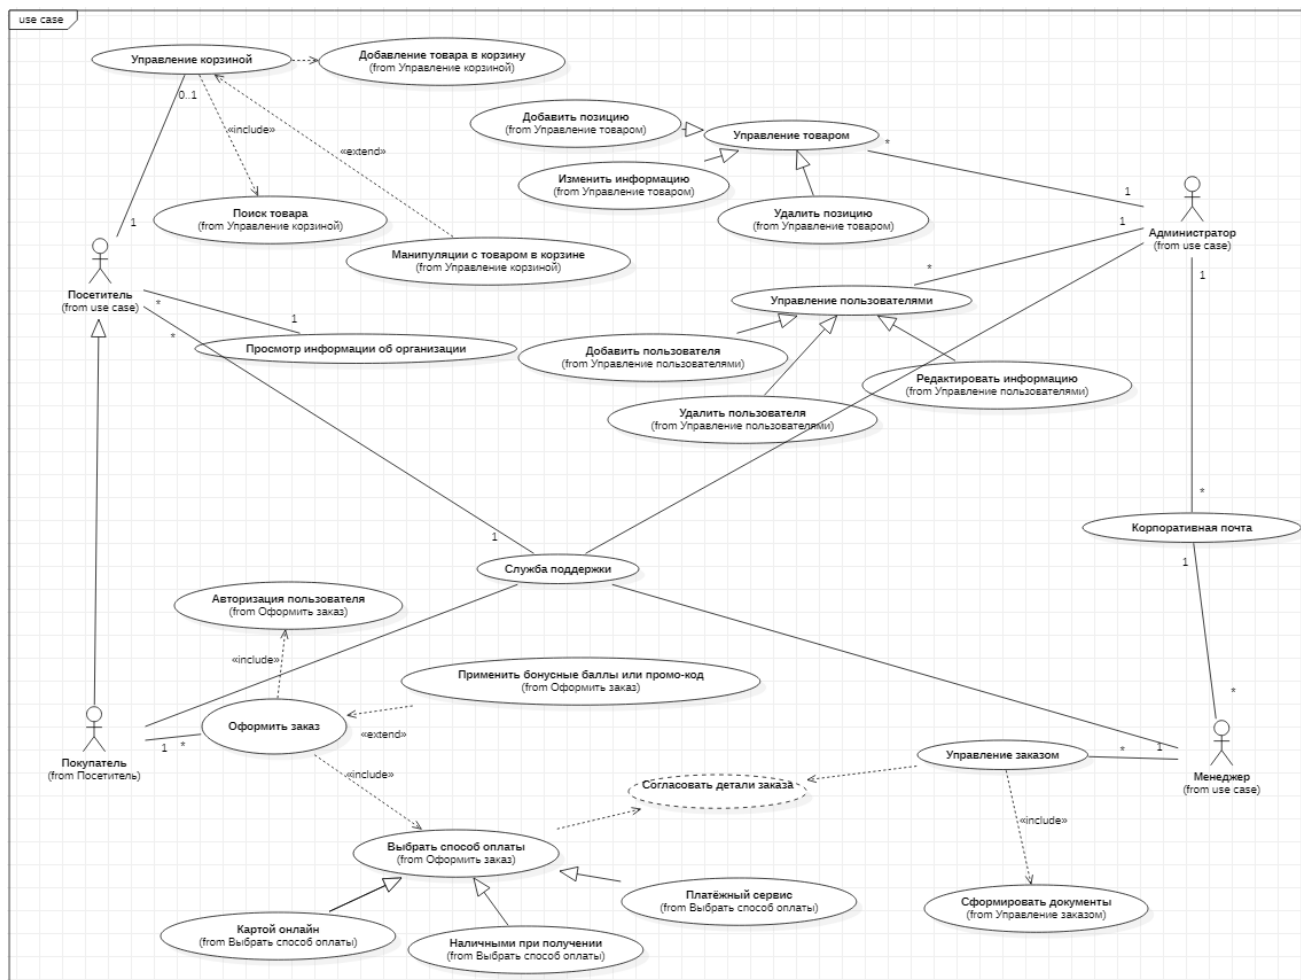 use case
Управление корзиной
Добавление товара в корзину
(from Управление корзиной)
0..1
«include»
«extend»
Добавить позицию
(from Управление товаром)
Управление товаром
*
Изменить информацию
(from Управление товаром)
1
Удалить позицию
(from Управление товаром)
Поиск товара
(from Управление корзиной)
1
1
Администратор
(from use case)
Манипуляции с товаром в корзине
(from Управление корзиной)
*
1
Посетитель
(from use case)
*
Управление пользователями
1
*
Просмотр информации об организации
Добавить пользователя
(from Управление пользователями)
Редактировать информацию
(from Управление пользователями)
Удалить пользователя
(from Управление пользователями)
*
Корпоративная почта
1
Служба поддержки
1
Авторизация пользователя
(from Оформить заказ)
«include»
Применить бонусные баллы или промо-код
(from Оформить заказ)
*
Оформить заказ
«extend»
1
*
Покупатель
(from Посетитель)
«include»
Управление заказом
*
1
Менеджер
(from use case)
Согласовать детали заказа
«include»
Выбрать способ оплаты
(from Оформить заказ)
Платёжный сервис
(from Выбрать способ оплаты)
Сформировать документы
(from Управление заказом)
Картой онлайн
(from Выбрать способ оплаты)
Наличными при получении
(from Выбрать способ оплаты)